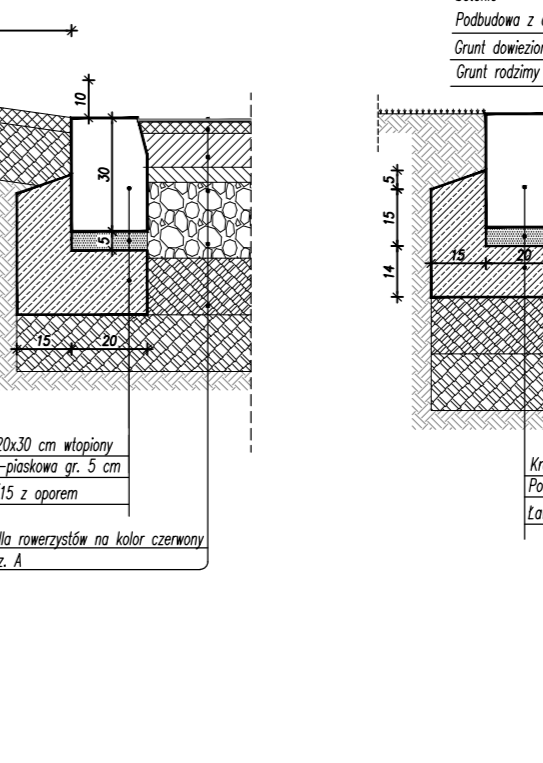 Podbudowa z
Grunt dowiezion
Grunt rodzimy
10
30
5
15 20
5
15
14
15 20
20x30 cm wtopiony
-piaskowa gr. 5 cm
15 z oporem
dla rowerzystów na kolor czerwony
z. A
Kr
Po
Ła